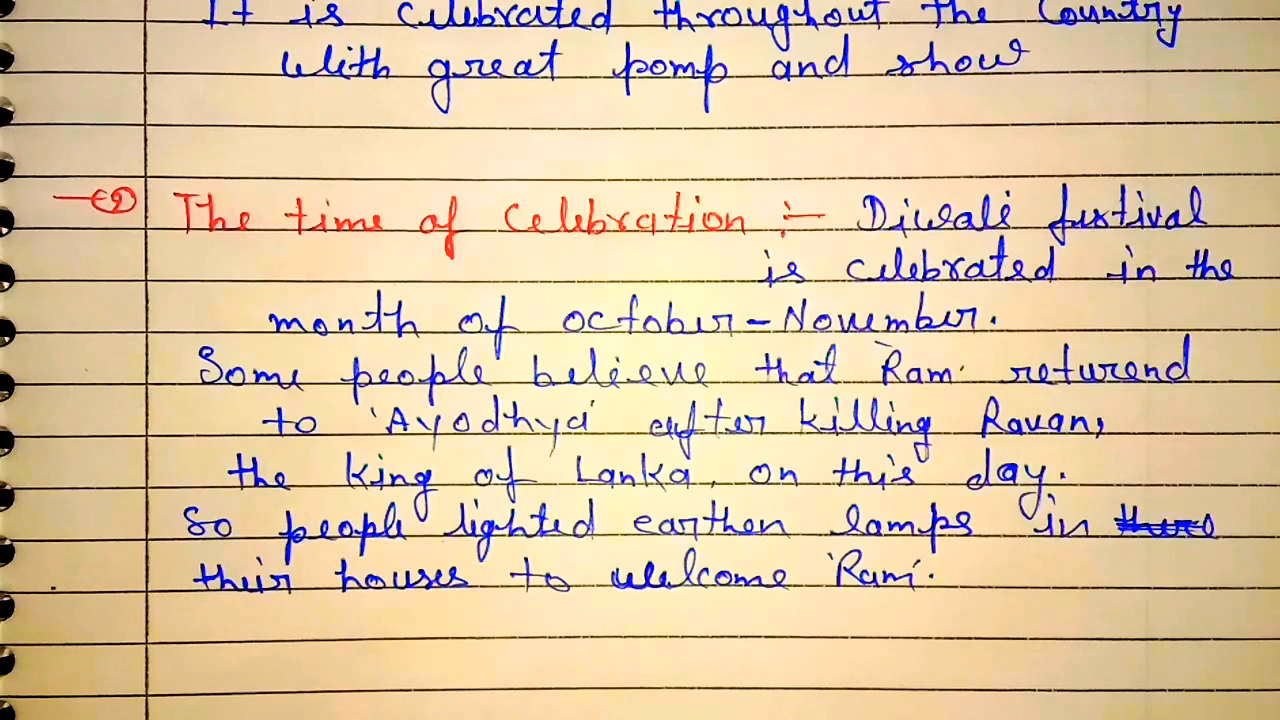 It is celebrated throughout the Country
with great pomp and show
② The time of Celebration :- Diwali festival
is celebrated in the
month of october-November.
Some people believe that 'Ram' returend
to 'Ayodhya' after killing Ravan,
the king of Lanka, on this day.
So people lighted earthen lamps in
their houses to welcome 'Ram'.